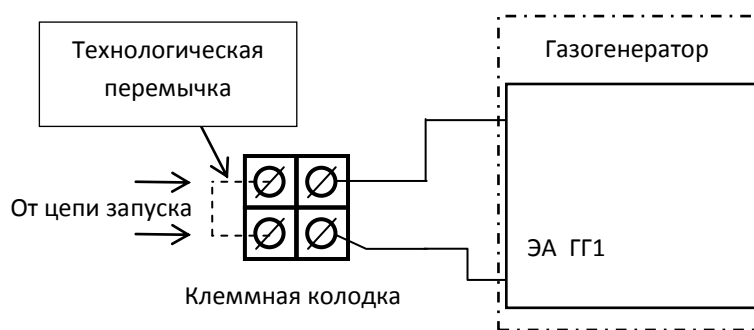 Технологическая
перемычка
Газогенератор
От цепи запуска
ЭА ГГ1
Клеммная колодка